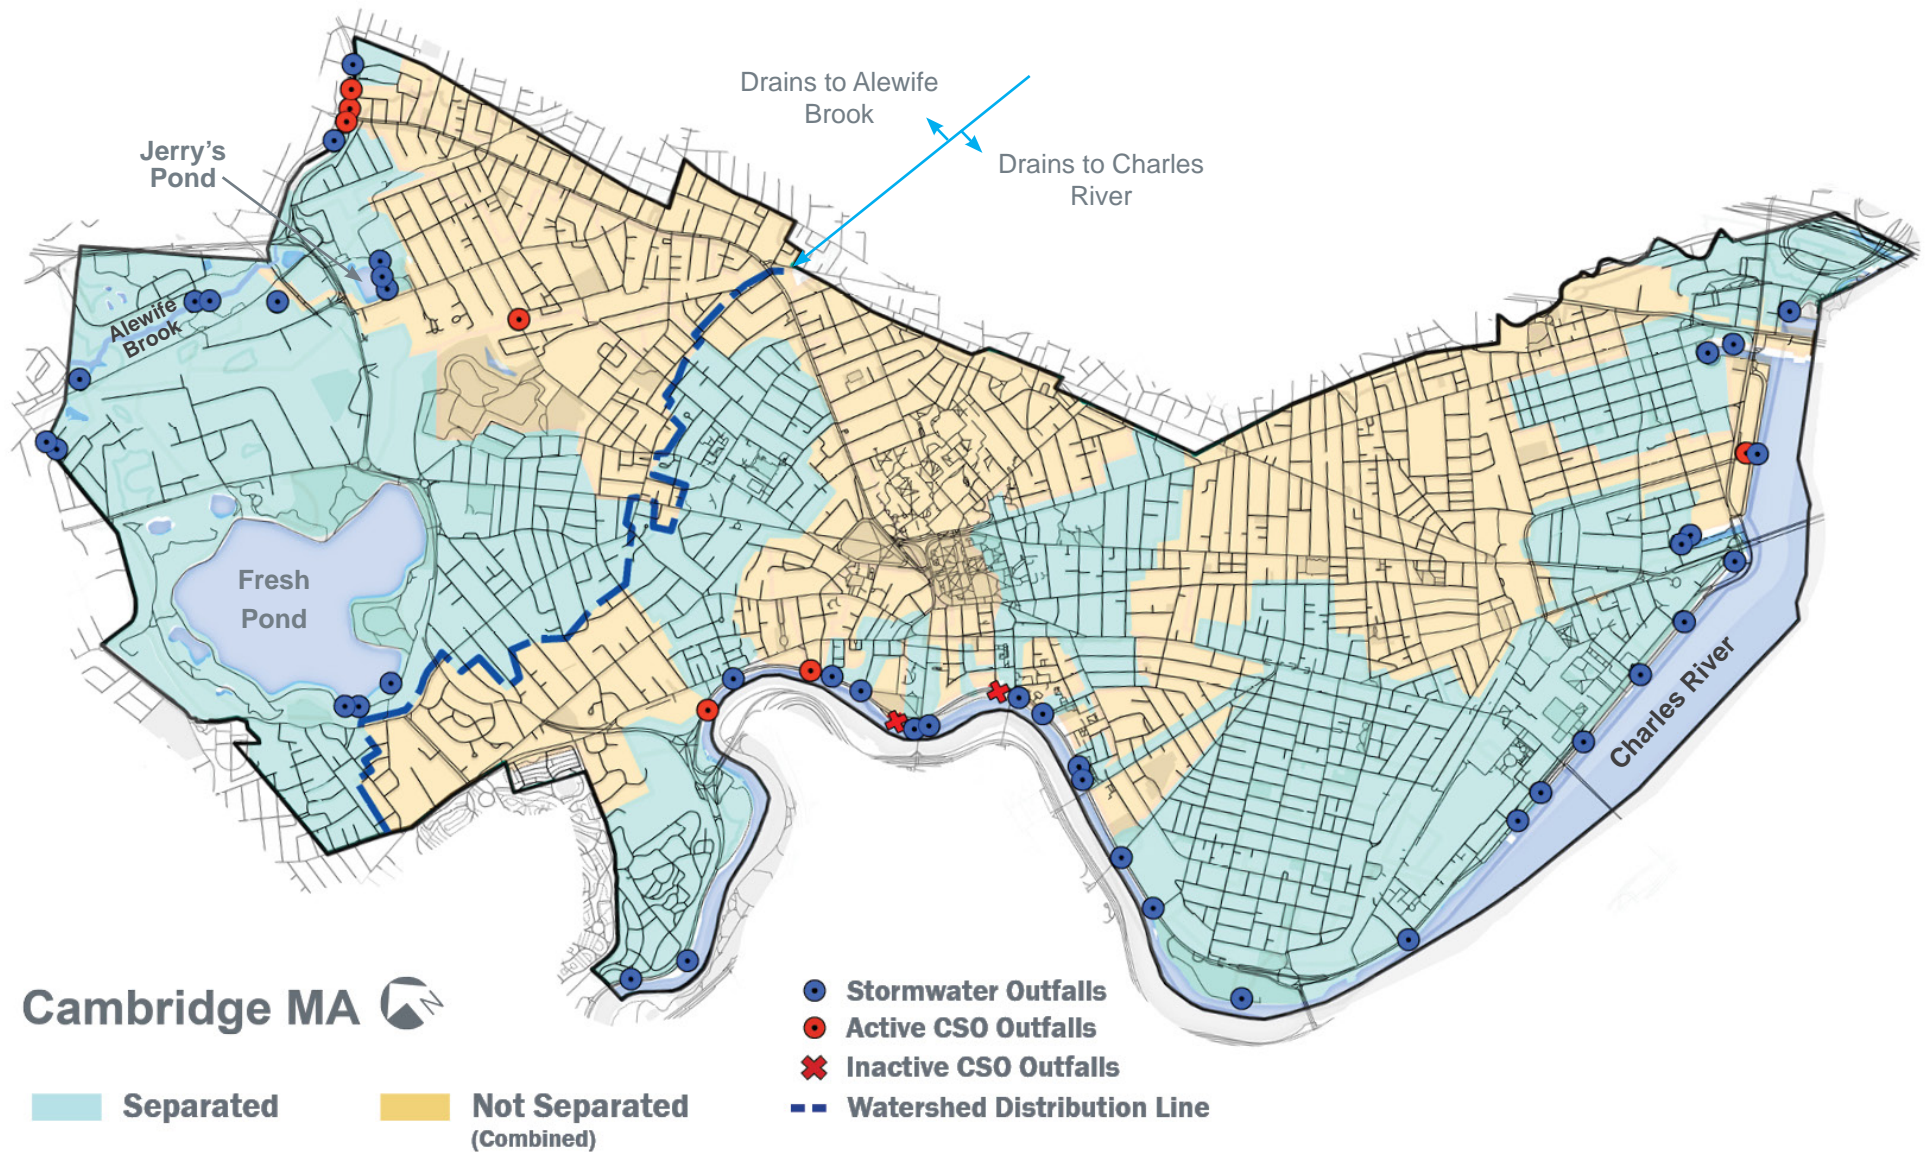 Drains to Alewife
Brook
Drains to Charles
River
Jerry's
Pond
Alewife
Brook
Fresh
Pond
Charles River
Cambridge MA
N
Separated
Not Separated
(Combined)
Stormwater Outfalls
Active CSO Outfalls
Inactive CSO Outfalls
Watershed Distribution Line